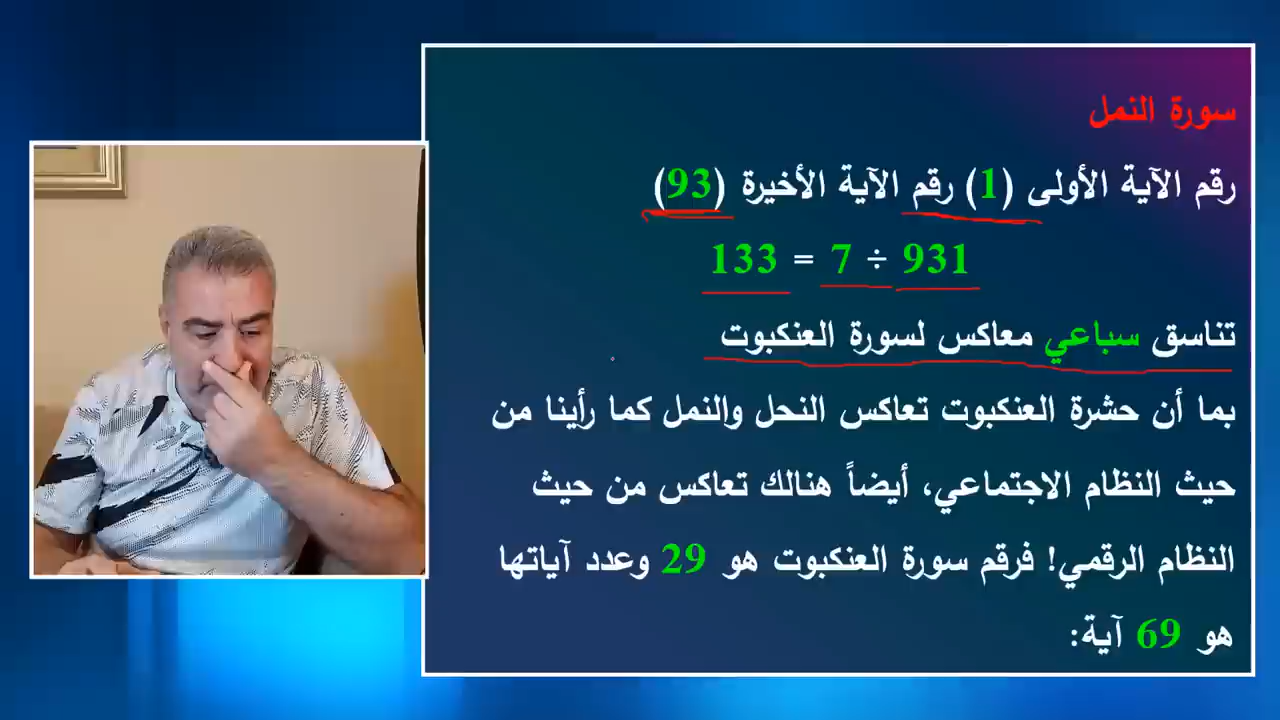 سورة النمل
رقم الآية الأولى (1) رقم الآية الأخيرة (93)
931 ÷ 7 = 133
تناسق سباعي معاكس لسورة العنكبوت
بما أن حشرة العنكبوت تعاكس النحل والنمل كما رأينا من
حيث النظام الاجتماعي، أيضاً هنالك تعاكس من حيث
النظام الرقمي! فرقم سورة العنكبوت هو 29 وعدد آياتها
هو 69 آية: